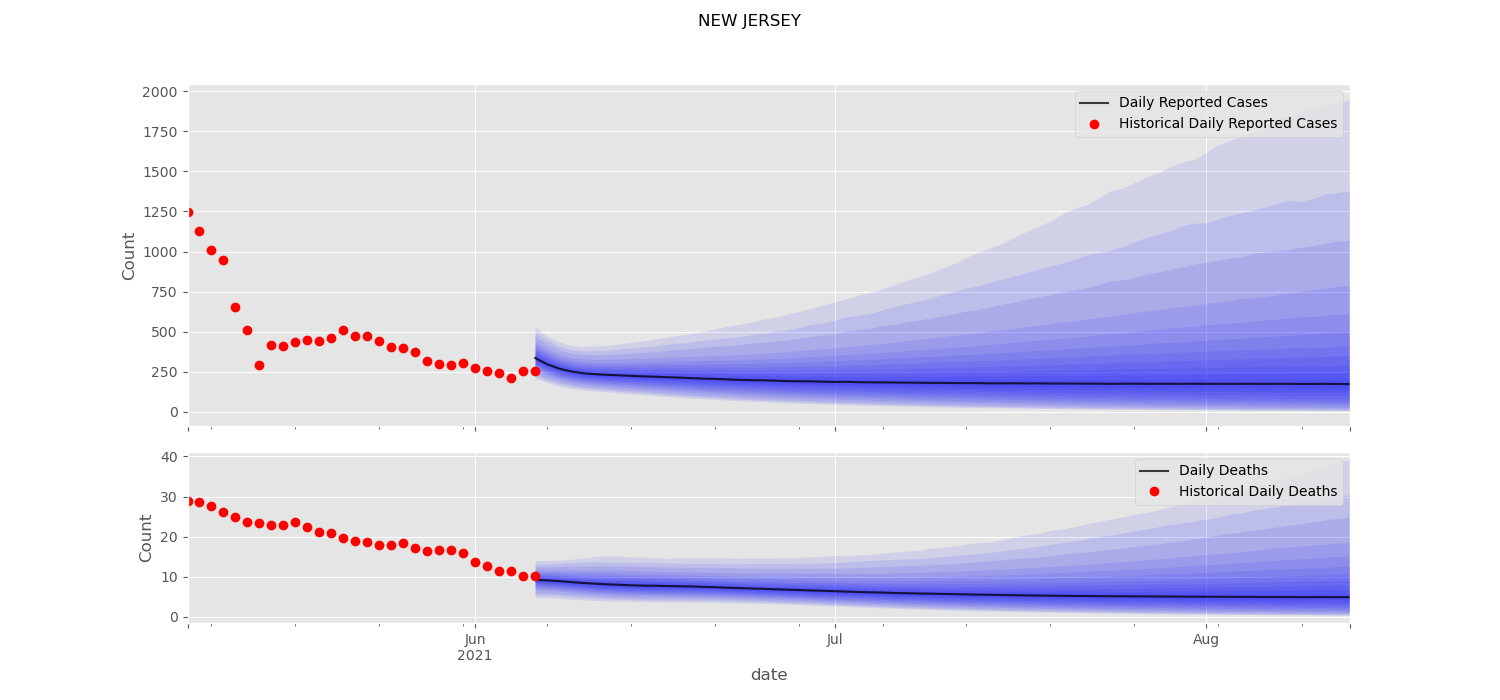 NEW JERSEY
2000
1750
1500
1250
1000
750
500
250
0
Count
Daily Reported Cases
Historical Daily Reported Cases
40
30
20
10
0
Count
Daily Deaths
Historical Daily Deaths
Jun
2021
Jul
Aug
date